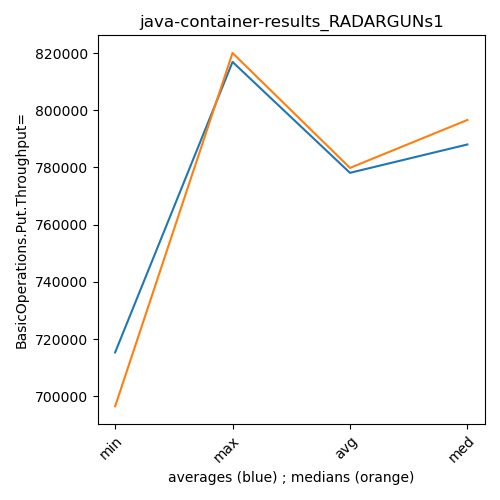 java-container-results_RADARGUNs1
820000
800000
780000
760000
740000
720000
700000
BasicOperations.Put.Throughput=
min
max
avg
med
averages (blue) ; medians (orange)